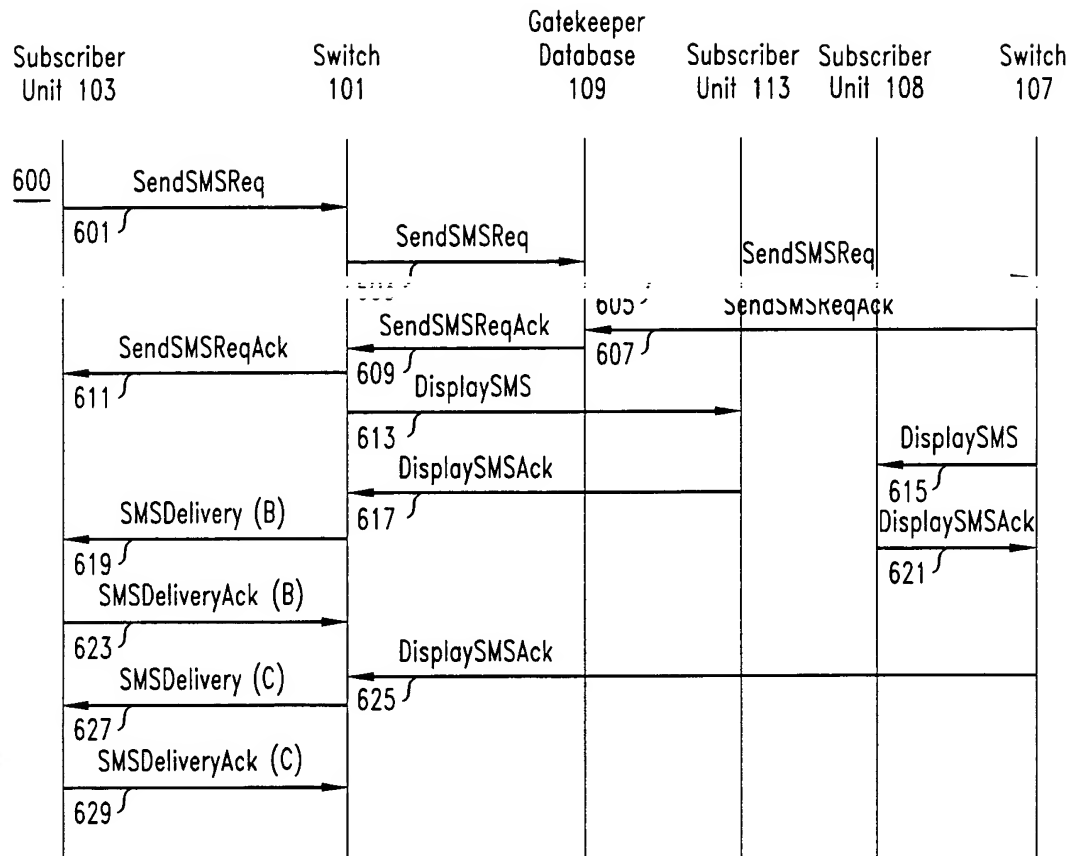 Subscriber Unit 103
Switch 101
Gatekeeper Database 109
Subscriber Unit 113
Subscriber Unit 108
Switch 107
600
SendSMSReq
601
SendSMSReq
SendSMSReq
605
SendSMSReqAck
607
SendSMSReqAck
609
SendSMSReqAck
611
DisplaySMS
613
DisplaySMS
615
DisplaySMSAck
617
SMSDelivery (B)
619
DisplaySMSAck
621
SMSDeliveryAck (B)
623
DisplaySMSAck
625
SMSDelivery (C)
627
SMSDeliveryAck (C)
629